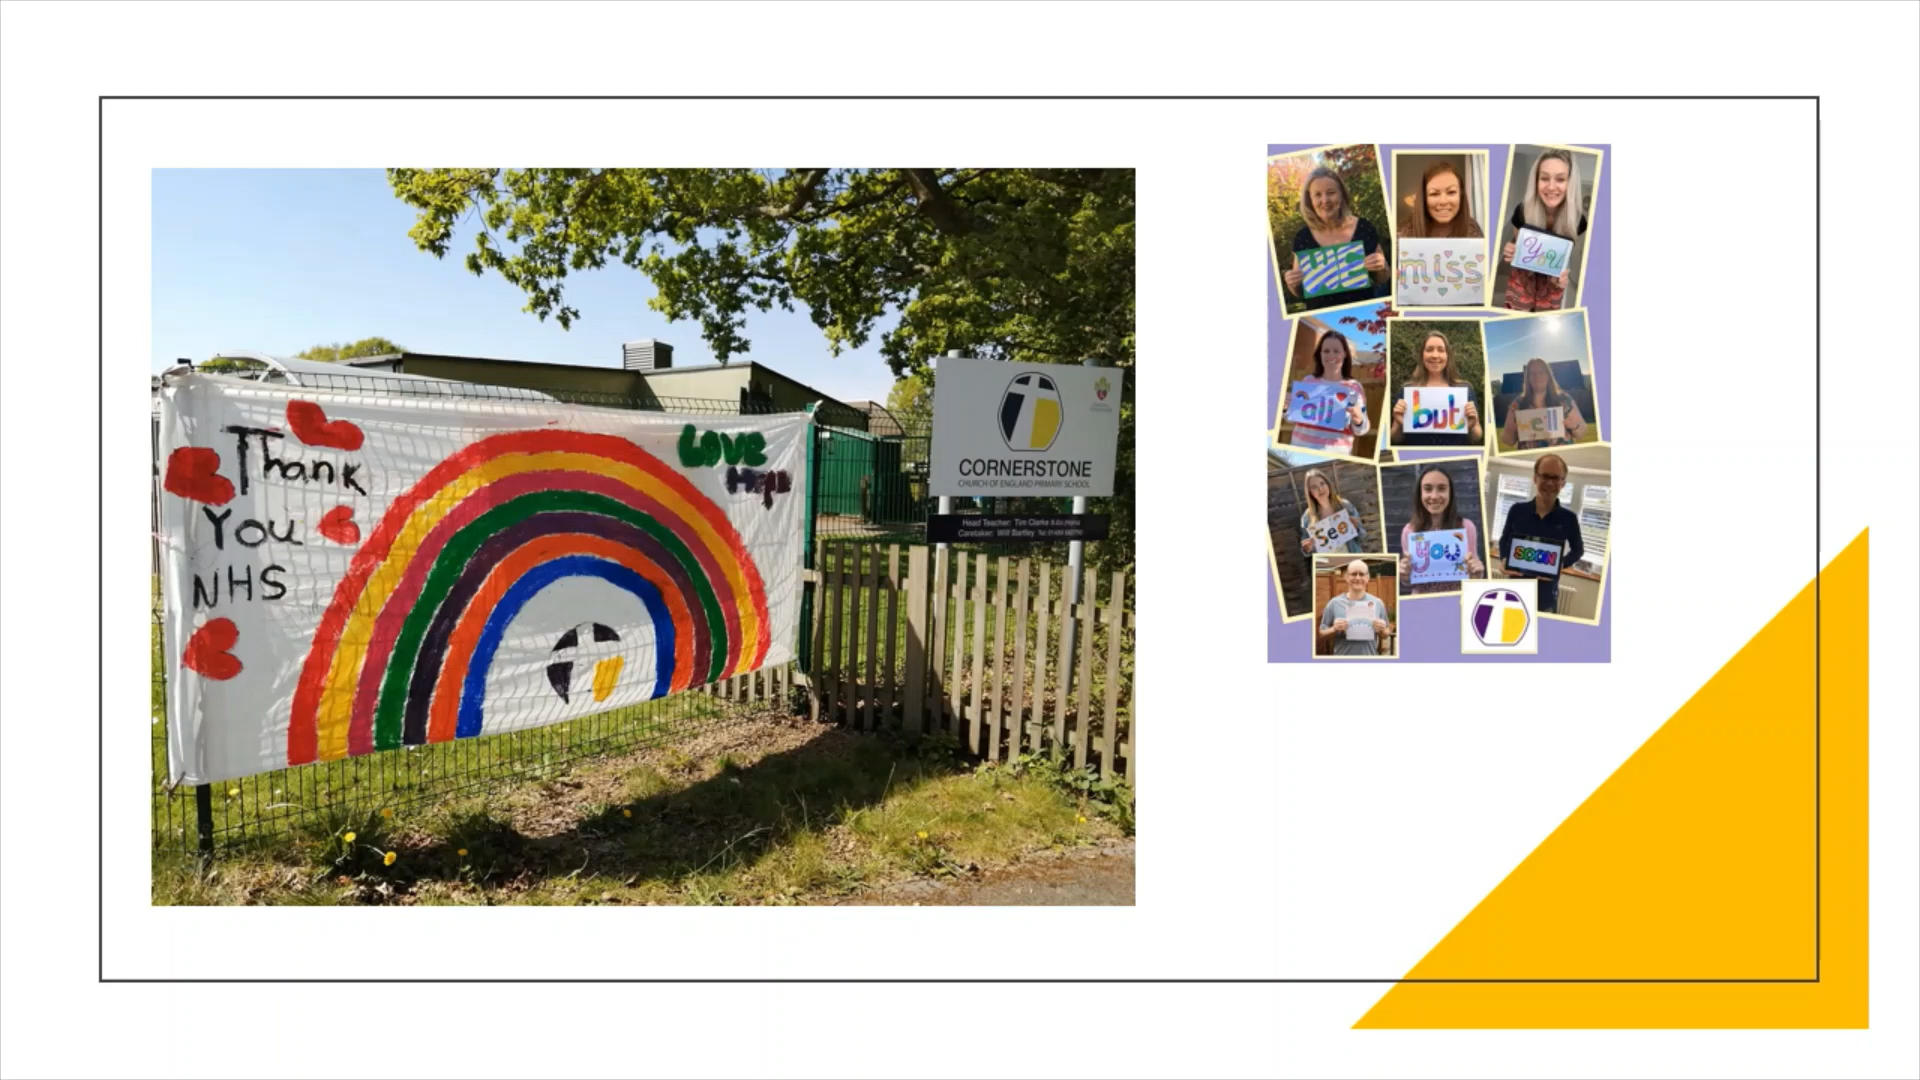 Thank
You
NHS
Love
Hope
CORNERSTONE
CHURCH OF ENGLAND PRIMARY SCHOOL
Head Teacher: Tim Clarke
Caretaker: Will Bartley
WE
miss
you
all
but
see
you
SOON